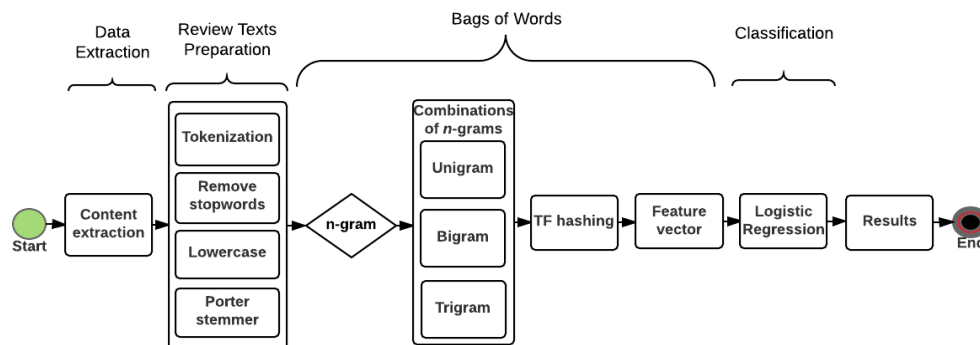 Data
Extraction
Review Texts
Preparation
Bags of Words
Classification
Start
Content
extraction
Tokenization
Remove
stopwords
Lowercase
Porter
stemmer
n-gram
Combinations
of n-grams
Unigram
Bigram
Trigram
TF hashing
Feature
vector
Logistic
Regression
Results
End